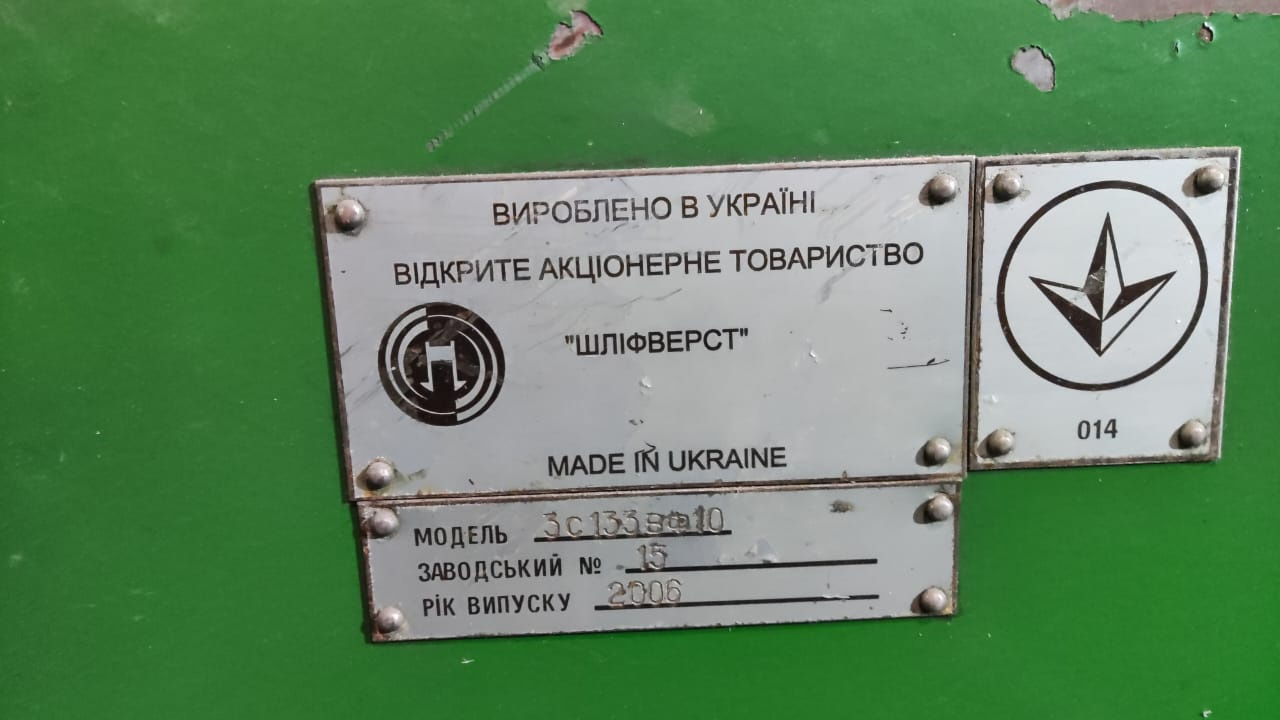 ВИРОБЛЕНО В УКРАЇНІ
ВІДКРИТЕ АКЦІОНЕРНЕ ТОВАРИСТВО
"ШЛІФВЕРСТ"
MADE IN UKRAINE
014
МОДЕЛЬ 3С133ВФ10
ЗАВОДСЬКИЙ № 15
РІК ВИПУСКУ 2006